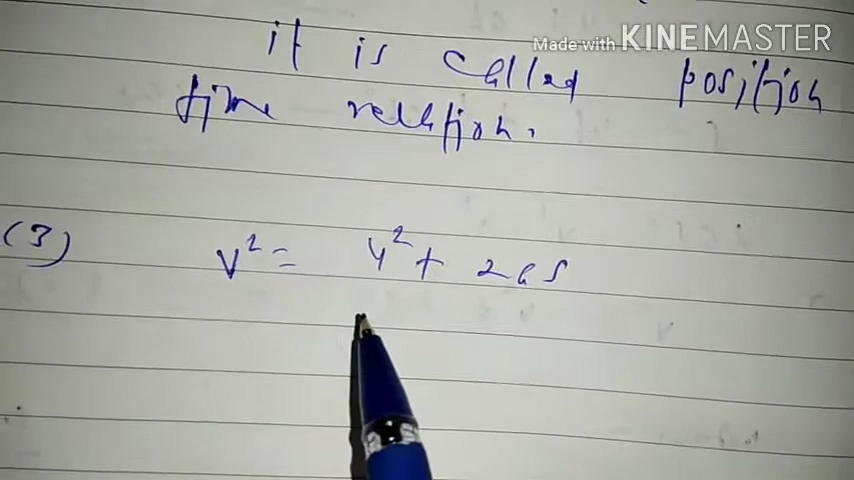 Made with KINEMASTER
it is called position
time relation.
(3) v² = u² + 2as